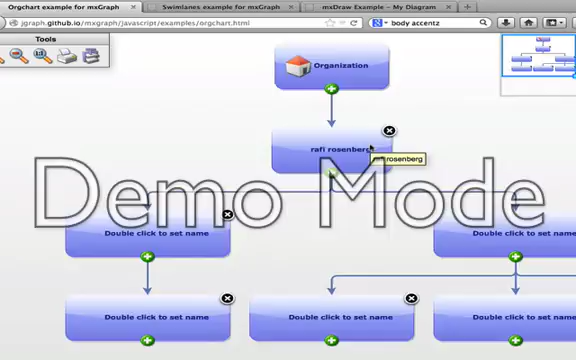 Orgchart example for mxGraph
Swimlanes example for mxGraph
mxDraw Example – My Diagram
jgraph.github.io/mxgraph/javascript/examples/orgchart.html
body accentz
Tools
1:1
Organization
rafi rosenberg
rafi rosenberg
Demo Mode
Double click to set name
Double click to set name
Double click to set name
Double click to set name
Double click to set name